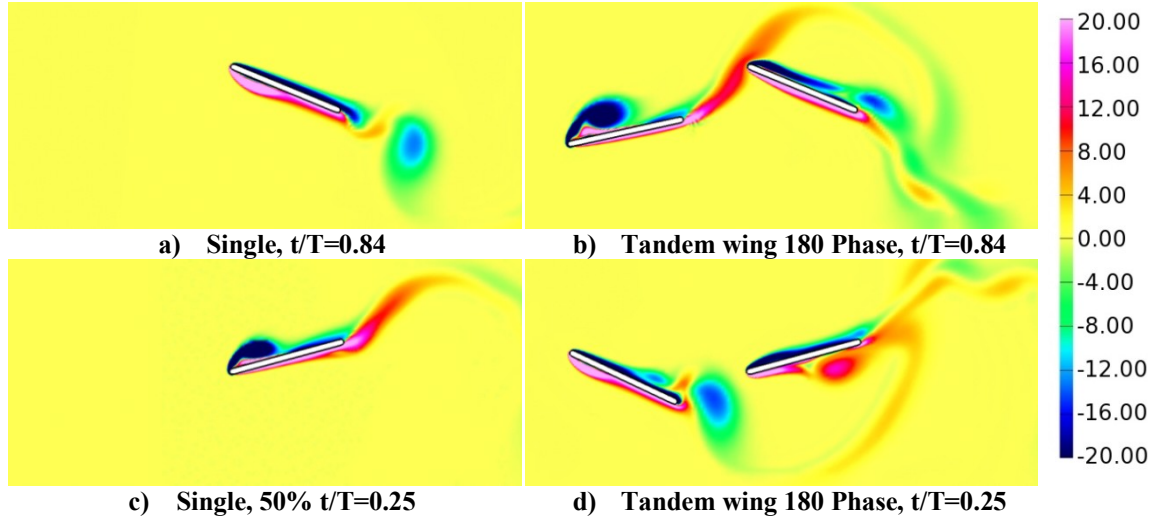 20.00
16.00
12.00
8.00
4.00
0.00
-4.00
-8.00
-12.00
-16.00
-20.00
a) Single, t/T=0.84
b) Tandem wing 180 Phase, t/T=0.84
c) Single, 50% t/T=0.25
d) Tandem wing 180 Phase, t/T=0.25